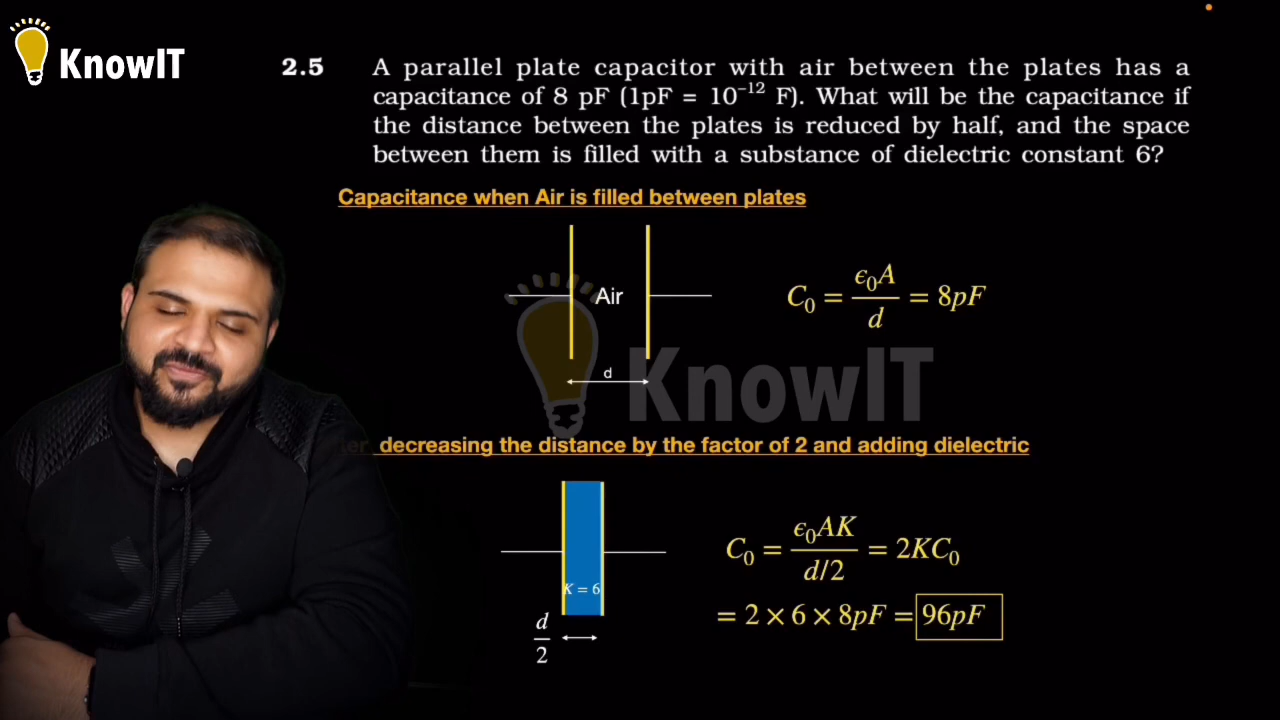 KnowIT
2.5 A parallel plate capacitor with air between the plates has a
capacitance of 8 pF (1pF = 10⁻¹² F). What will be the capacitance if
the distance between the plates is reduced by half, and the space
between them is filled with a substance of dielectric constant 6?
Capacitance when Air is filled between plates
Air
d
C₀ = ϵ₀A/d = 8pF
KnowIT
decreasing the distance by the factor of 2 and adding dielectric
K = 6
d/2
C₀ = ϵ₀AK/d/2 = 2KC₀
= 2 × 6 × 8pF = 96pF